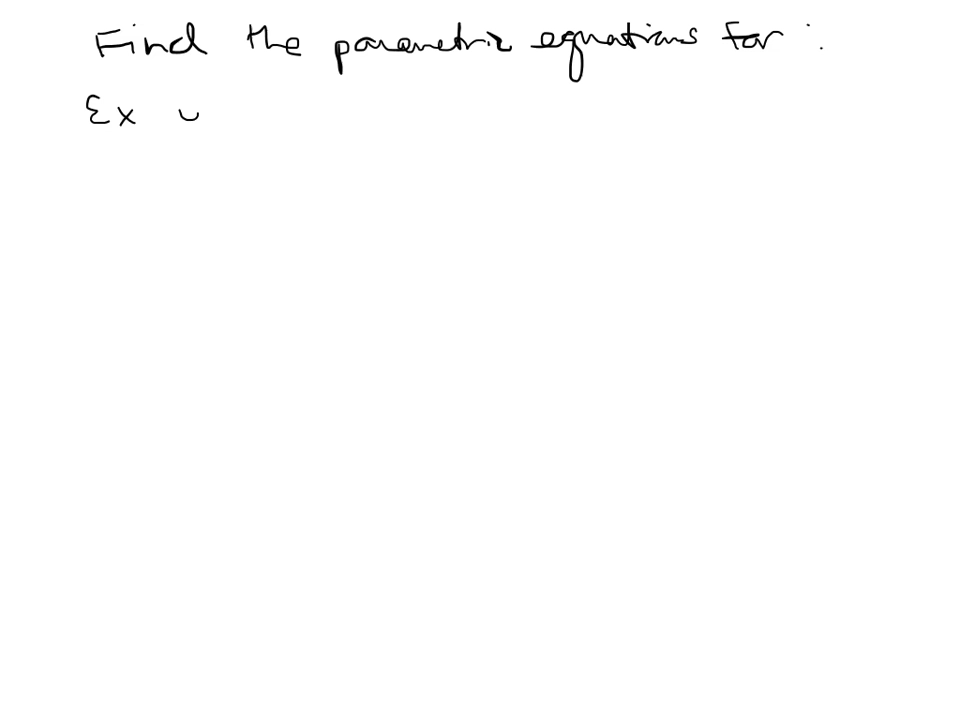 Find the parametric equations for :
Ex